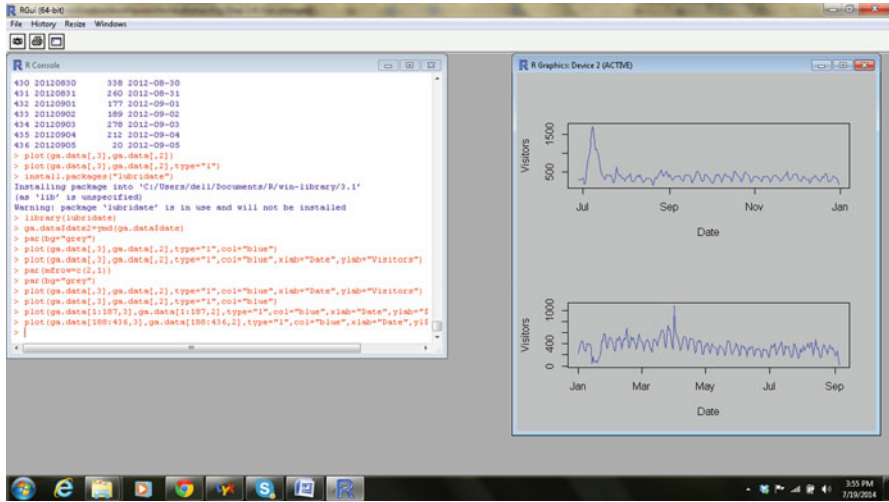 RGui (64-bit)
File History Resize Windows
R Console
430 20120830 338 2012-08-30
431 20120831 260 2012-08-31
432 20120901 177 2012-09-01
433 20120902 189 2012-09-02
434 20120903 278 2012-09-03
435 20120904 212 2012-09-04
436 20120905 20 2012-09-05
> plot(ga.data[,3],ga.data[,2])
> plot(ga.data[,3],ga.data[,2],type="l")
> install.packages("lubridate")
Installing package into ‘C:/Users/dell/Documents/R/win-library/3.1’
(as ‘lib’ is unspecified)
Warning: package ‘lubridate’ is in use and will not be installed
> library(lubridate)
> ga.data$date2=ymd(ga.data$date)
> par(bg="grey")
> plot(ga.data[,3],ga.data[,2],type="l",col="blue")
> plot(ga.data[,3],ga.data[,2],type="l",col="blue",xlab="Date",ylab="Visitors")
> par(mfrow=c(2,1))
> par(bg="grey")
> plot(ga.data[,3],ga.data[,2],type="l",col="blue",xlab="Date",ylab="Visitors")
> plot(ga.data[,3],ga.data[,2],type="l",col="blue")
> plot(ga.data[1:187,3],ga.data[1:187,2],type="l",col="blue",xlab="Date",ylab="$
> plot(ga.data[188:436,3],ga.data[188:436,2],type="l",col="blue",xlab="Date",yl$
>
R Graphics: Device 2 (ACTIVE)
Visitors
1500
500
Jul Sep Nov Jan
Date
Visitors
1000
400
0
Jan Mar May Jul Sep
Date
3:55 PM
7/19/2014